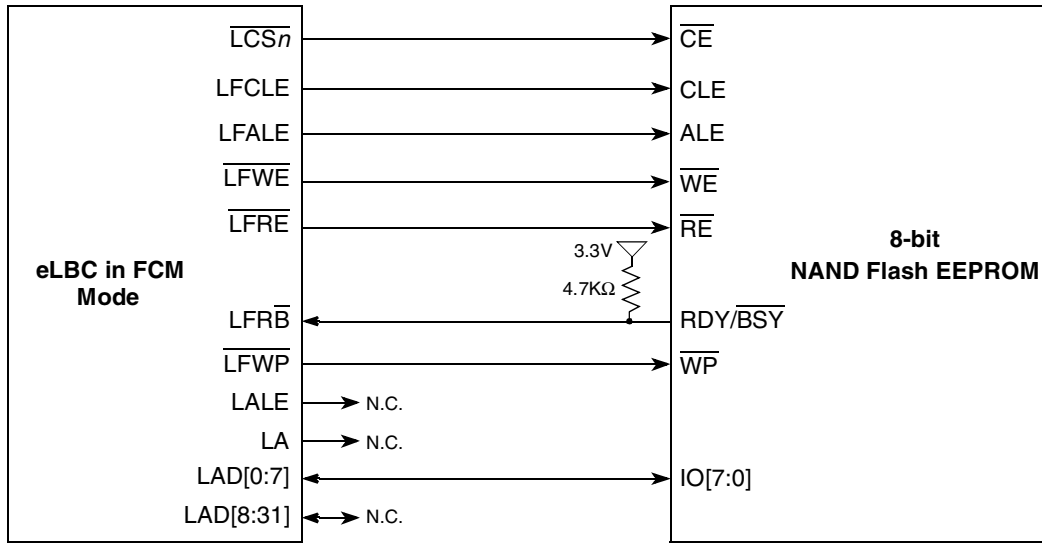 LCSn CE
LFCLE CLE
LFALE ALE
LFWE WE
LFRE RE
3.3V
8-bit
NAND Flash EEPROM
eLBC in FCM
Mode
4.7KΩ
LFRB RDY/BSY
LFWP WP
LALE N.C.
LA N.C.
LAD[0:7] IO[7:0]
LAD[8:31] N.C.